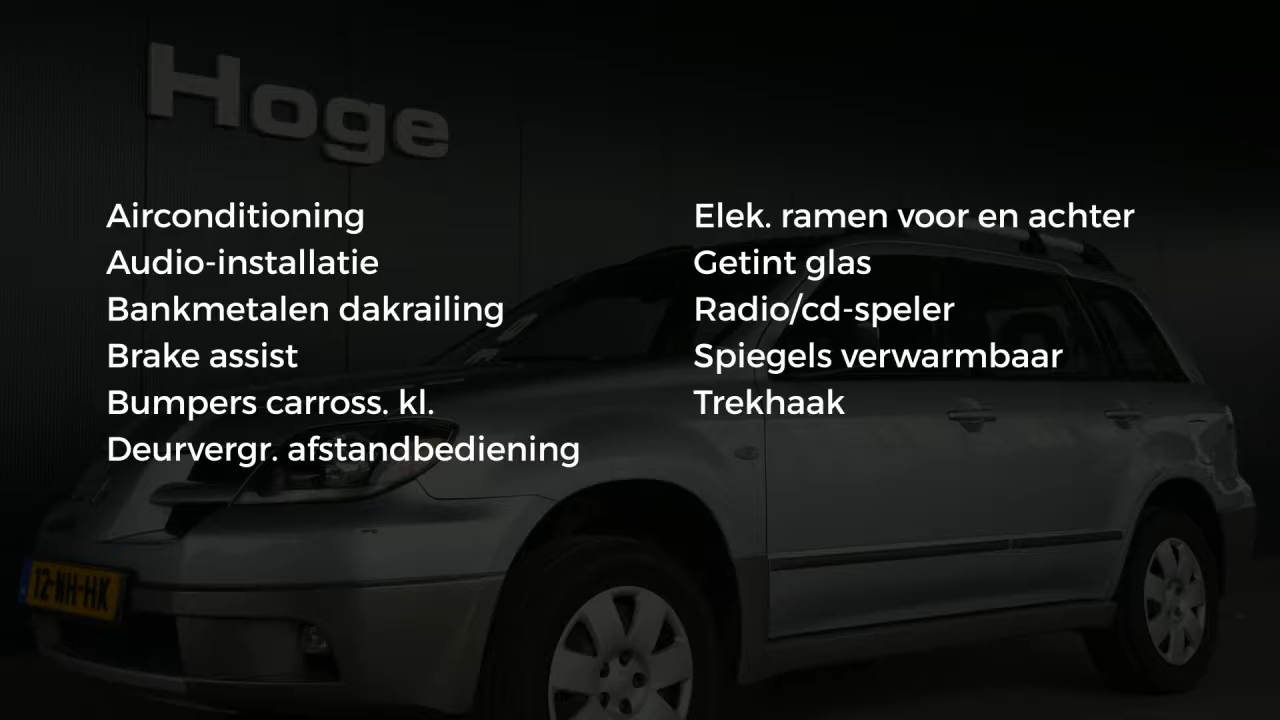 Hoge
Airconditioning
Audio-installatie
Bankmetalen dakrailing
Brake assist
Bumpers carross. kl.
Deurvergr. afstandbediening
Elek. ramen voor en achter
Getint glas
Radio/cd-speler
Spiegels verwarmbaar
Trekhaak
12-NH-HK